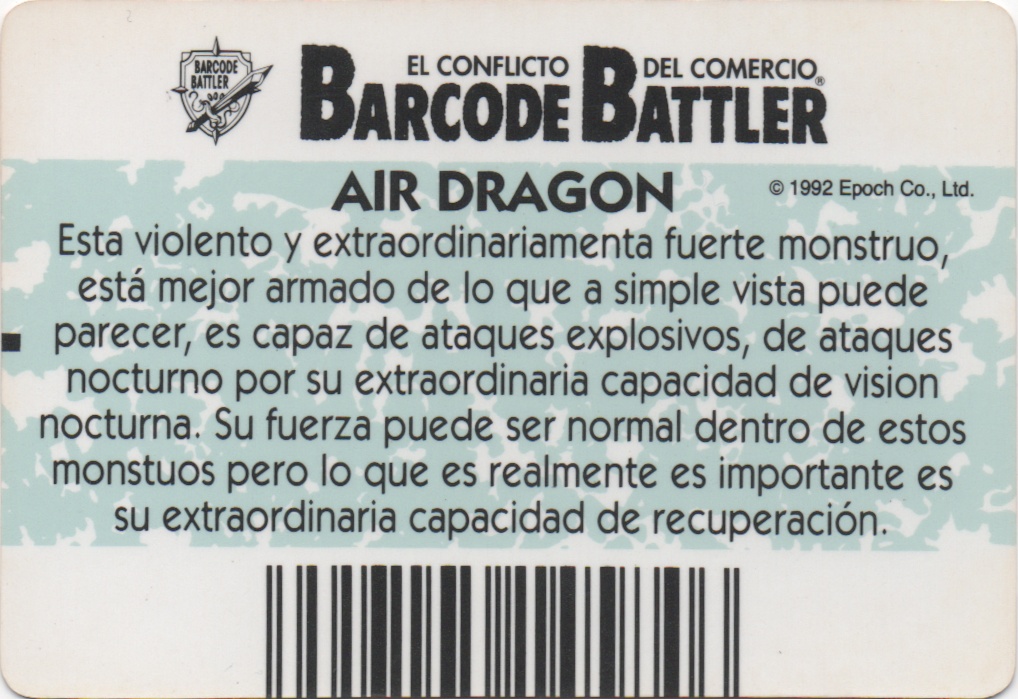 BARCODE
BATTLER
EL CONFLICTO DEL COMERCIO®
BARCODE BATTLER
AIR DRAGON
© 1992 Epoch Co., Ltd.
Esta violento y extraordinariamenta fuerte monstruo,
está mejor armado de lo que a simple vista puede
parecer, es capaz de ataques explosivos, de ataques
nocturno por su extraordinaria capacidad de vision
nocturna. Su fuerza puede ser normal dentro de estos
monstuos pero lo que es realmente es importante es
su extraordinaria capacidad de recuperación.